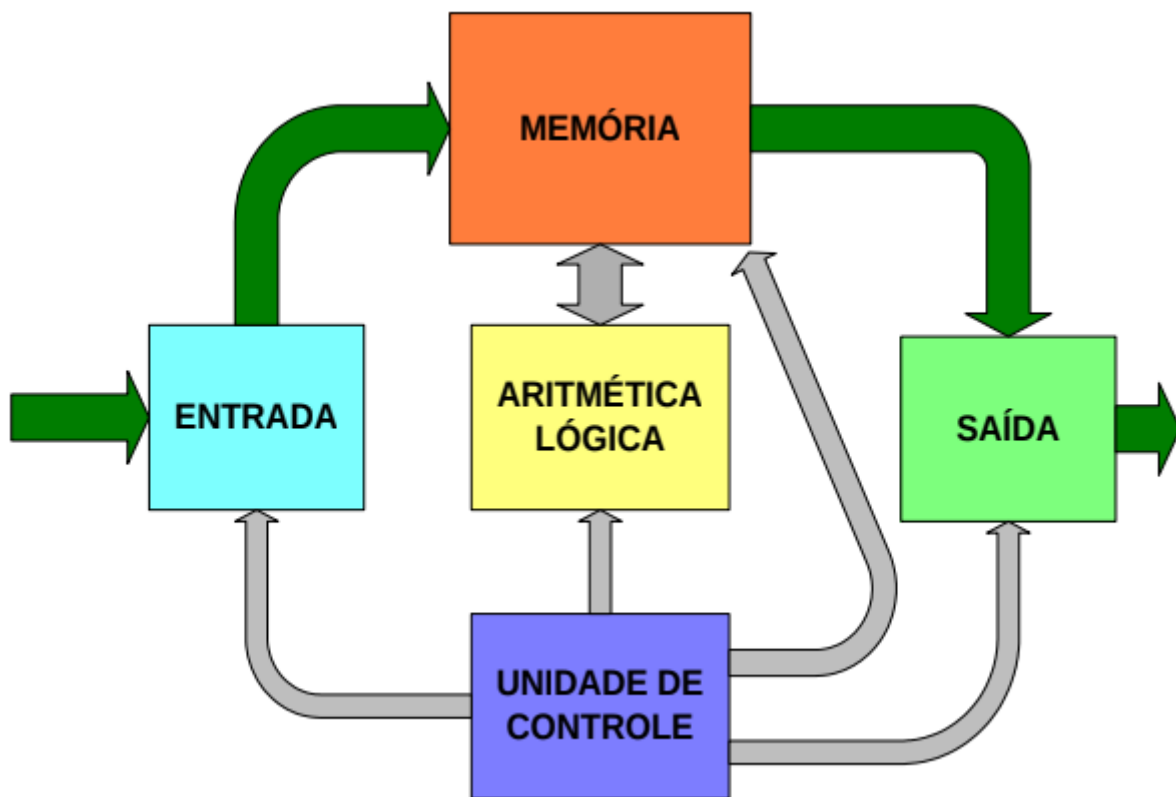 MEMÓRIA
ENTRADA
ARITMÉTICA
LÓGICA
SAÍDA
UNIDADE DE
CONTROLE